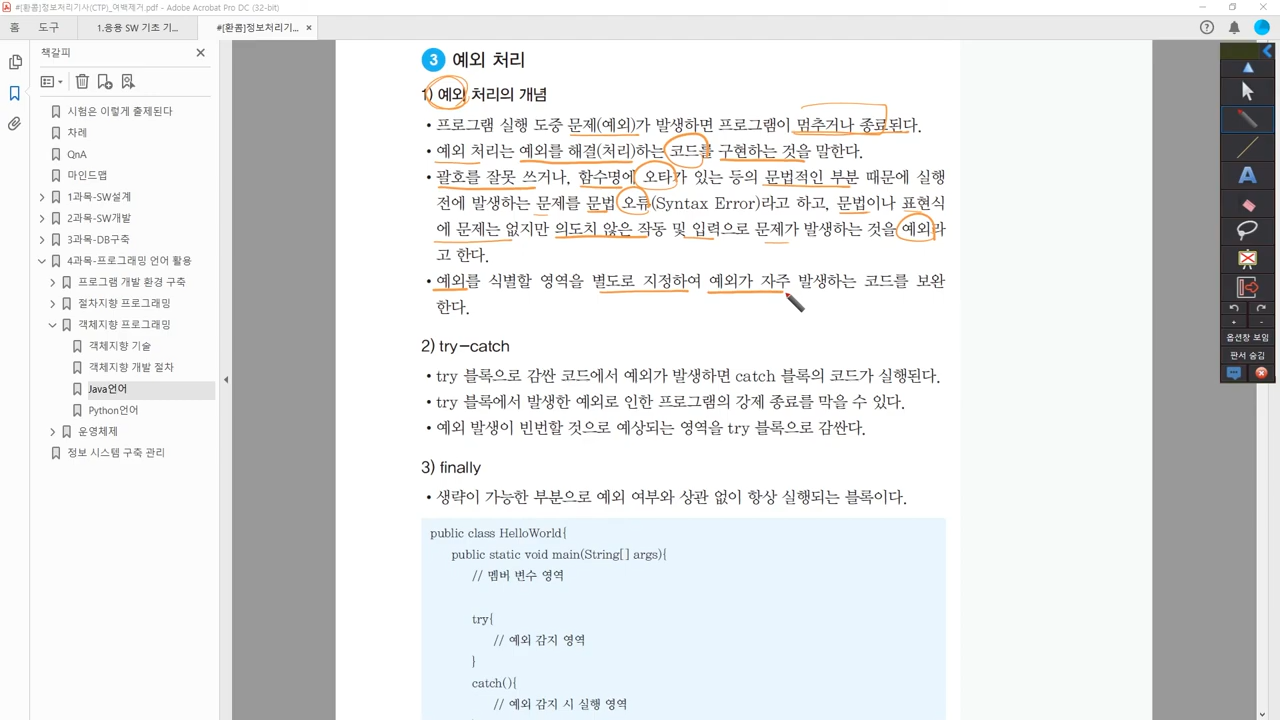 #[환콤]정보처리기사(CTP)_여백제거.pdf - Adobe Acrobat Pro DC (32-bit)
홈 도구 1.응용 SW 기초 기... #[환콤]정보처리기... ×
책갈피
시험은 이렇게 출제된다
차례
QnA
마인드맵
1과목-SW설계
2과목-SW개발
3과목-DB구축
4과목-프로그래밍 언어 활용
프로그램 개발 환경 구축
절차지향 프로그래밍
객체지향 프로그래밍
객체지향 기술
객체지향 개발 절차
Java언어
Python언어
운영체제
정보 시스템 구축 관리
3 예외 처리
1) 예외 처리의 개념
• 프로그램 실행 도중 문제(예외)가 발생하면 프로그램이 멈추거나 종료된다.
• 예외 처리는 예외를 해결(처리)하는 코드를 구현하는 것을 말한다.
• 괄호를 잘못 쓰거나, 함수명에 오타가 있는 등의 문법적인 부분 때문에 실행
전에 발생하는 문제를 문법 오류(Syntax Error)라고 하고, 문법이나 표현식
에 문제는 없지만 의도치 않은 작동 및 입력으로 문제가 발생하는 것을 예외라
고 한다.
• 예외를 식별할 영역을 별도로 지정하여 예외가 자주 발생하는 코드를 보완
한다.
2) try-catch
• try 블록으로 감싼 코드에서 예외가 발생하면 catch 블록의 코드가 실행된다.
• try 블록에서 발생한 예외로 인한 프로그램의 강제 종료를 막을 수 있다.
• 예외 발생이 빈번할 것으로 예상되는 영역을 try 블록으로 감싼다.
3) finally
• 생략이 가능한 부분으로 예외 여부와 상관 없이 항상 실행되는 블록이다.
public class HelloWorld{
public static void main(String[] args){
// 멤버 변수 영역
try{
// 예외 감지 영역
}
catch(){
// 예외 감지 시 실행 영역
옵션창 보임
판서 숨김